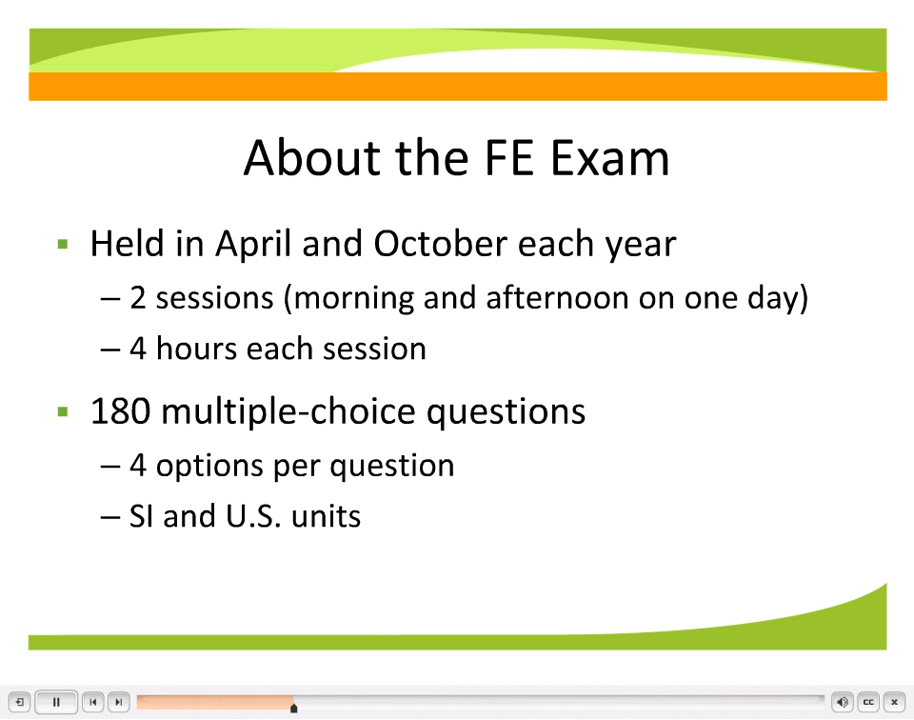 About the FE Exam
▪ Held in April and October each year
– 2 sessions (morning and afternoon on one day)
– 4 hours each session
▪ 180 multiple-choice questions
– 4 options per question
– SI and U.S. units
CC